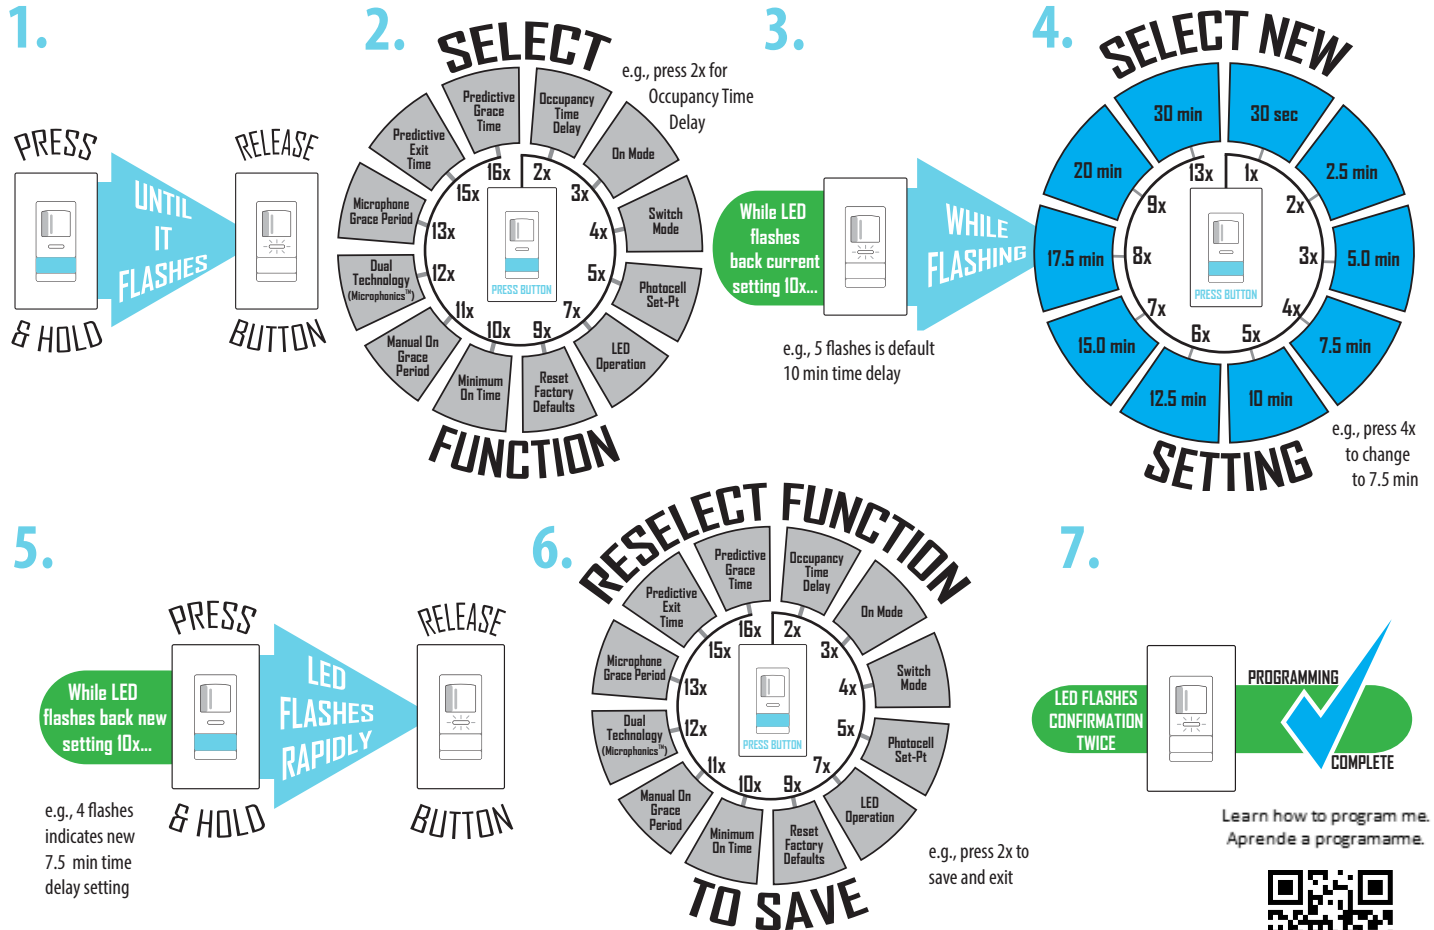 1.
PRESS
& HOLD
UNTIL
IT
FLASHES
RELEASE
BUTTON
2.
SELECT
FUNCTION
e.g., press 2x for
Occupancy Time
Delay
Occupancy
Time
Delay
On Mode
Switch
Mode
Photocell
Set-Pt
LED
Operation
Reset
Factory
Defaults
Minimum
On Time
Manual On
Grace
Period
Dual
Technology
(Microphonics™)
Microphone
Grace Period
Predictive
Exit
Time
Predictive
Grace
Time
2x
3x
4x
5x
7x
9x
10x
11x
12x
13x
15x
16x
PRESS BUTTON
3.
While LED
flashes
back current
setting 10x...
WHILE
FLASHING
e.g., 5 flashes is default
10 min time delay
4.
SELECT NEW
SETTING
30 sec
2.5 min
5.0 min
7.5 min
10 min
12.5 min
15.0 min
17.5 min
20 min
30 min
1x
2x
3x
4x
5x
6x
7x
8x
9x
13x
PRESS BUTTON
e.g., press 4x
to change
to 7.5 min
5.
While LED
flashes back new
setting 10x...
PRESS
& HOLD
LED
FLASHES
RAPIDLY
RELEASE
BUTTON
e.g., 4 flashes
indicates new
7.5 min time
delay setting
6.
RESELECT FUNCTION
TO SAVE
Occupancy
Time
Delay
On Mode
Switch
Mode
Photocell
Set-Pt
LED
Operation
Reset
Factory
Defaults
Minimum
On Time
Manual On
Grace
Period
Dual
Technology
(Microphonics™)
Microphone
Grace Period
Predictive
Exit
Time
Predictive
Grace
Time
2x
3x
4x
5x
7x
9x
10x
11x
12x
13x
15x
16x
PRESS BUTTON
e.g., press 2x to
save and exit
7.
LED FLASHES
CONFIRMATION
TWICE
PROGRAMMING
COMPLETE
Learn how to program me.
Aprende a programarme.